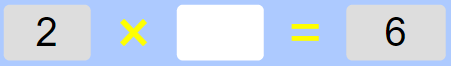 2 × = 6